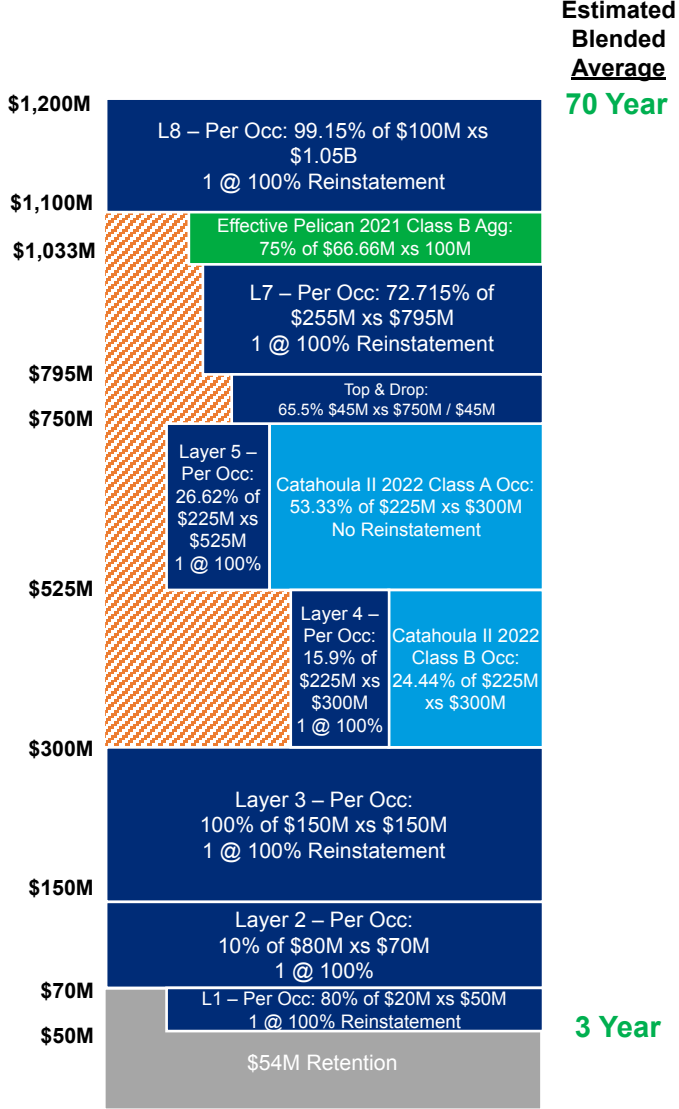 Estimated
Blended
Average
70 Year
$1,200M
L8 – Per Occ: 99.15% of $100M xs
$1.05B
1 @ 100% Reinstatement
$1,100M
Effective Pelican 2021 Class B Agg:
75% of $66.66M xs 100M
$1,033M
L7 – Per Occ: 72.715% of
$255M xs $795M
1 @ 100% Reinstatement
$795M
Top & Drop:
65.5% $45M xs $750M / $45M
$750M
Layer 5 –
Per Occ:
26.62% of
$225M xs
$525M
1 @ 100%
Catahoula II 2022 Class A Occ:
53.33% of $225M xs $300M
No Reinstatement
$525M
Layer 4 –
Per Occ:
15.9% of
$225M xs
$300M
1 @ 100%
Catahoula II 2022
Class B Occ:
24.44% of $225M
xs $300M
$300M
Layer 3 – Per Occ:
100% of $150M xs $150M
1 @ 100% Reinstatement
$150M
Layer 2 – Per Occ:
10% of $80M xs $70M
1 @ 100%
$70M
L1 – Per Occ: 80% of $20M xs $50M
1 @ 100% Reinstatement
$50M
3 Year
$54M Retention